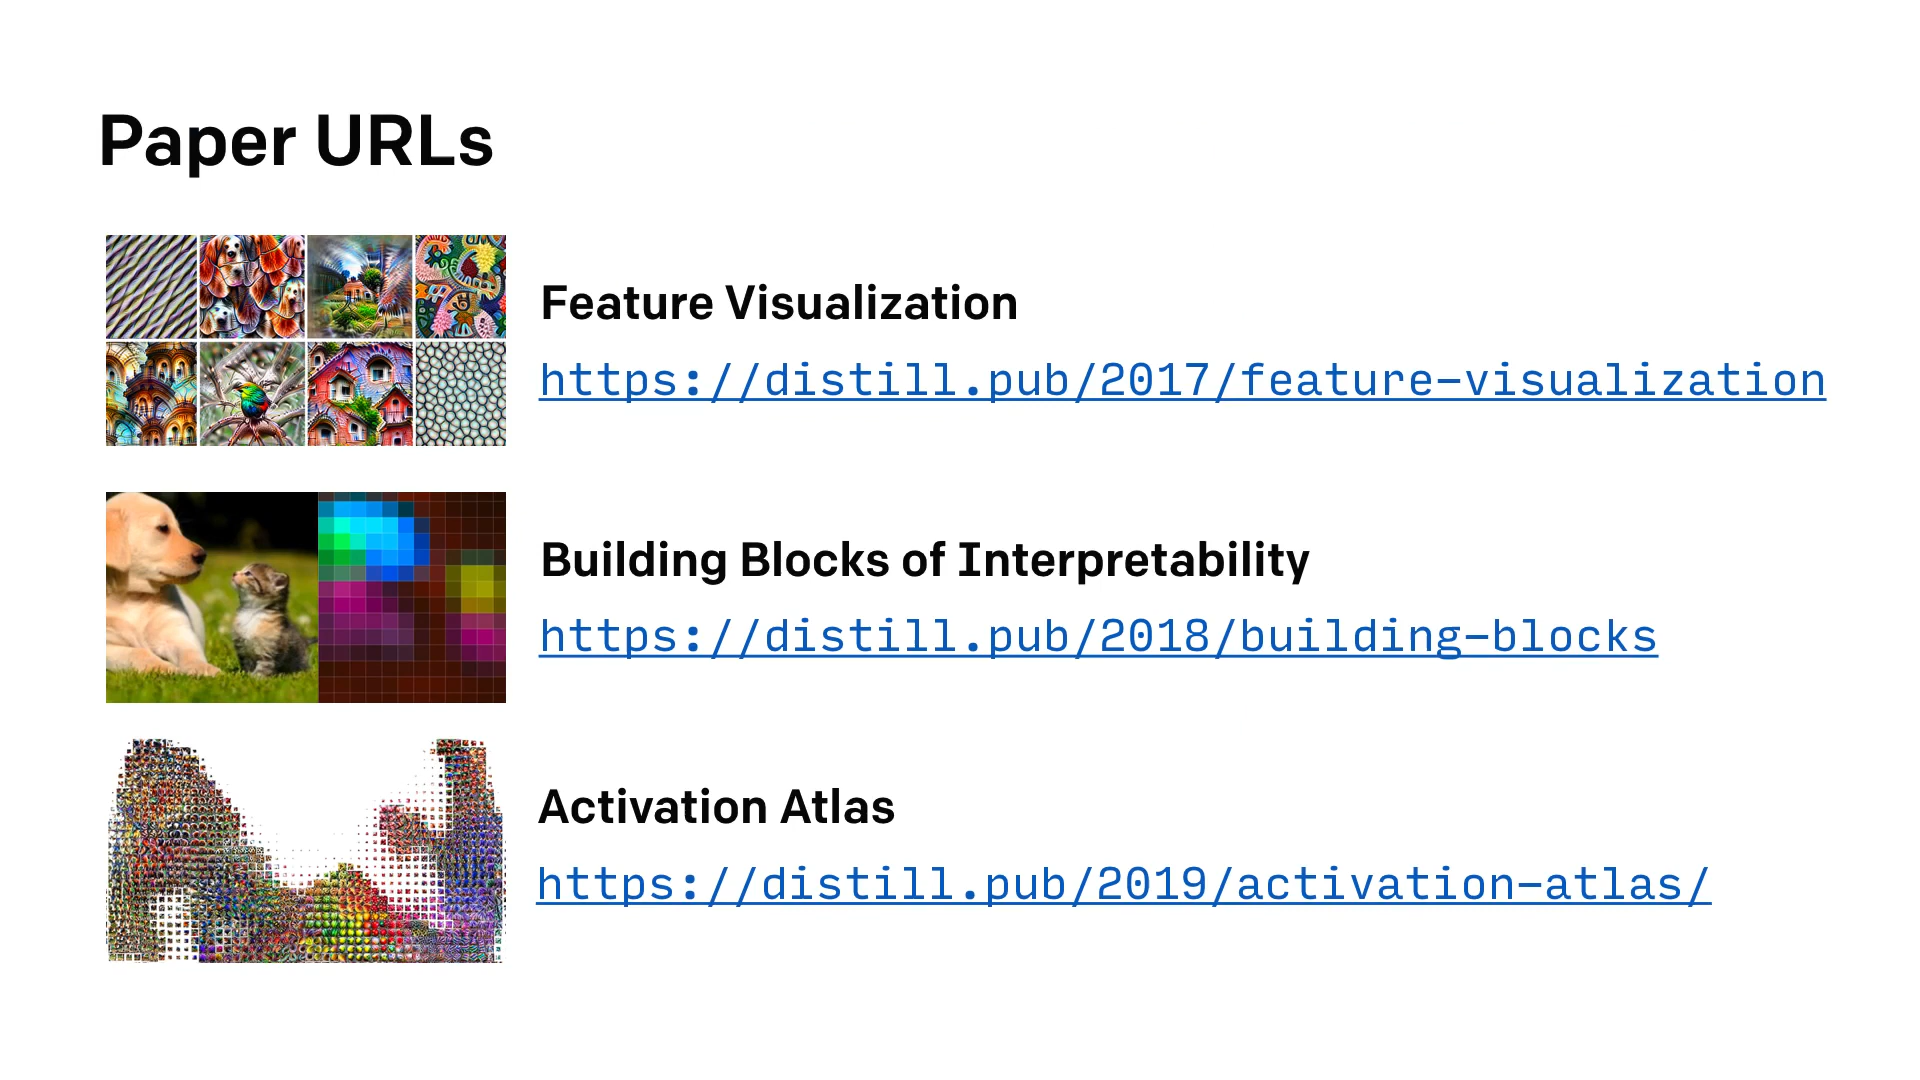 Paper URLs
Feature Visualization
https://distill.pub/2017/feature-visualization
Building Blocks of Interpretability
https://distill.pub/2018/building-blocks
Activation Atlas
https://distill.pub/2019/activation-atlas/